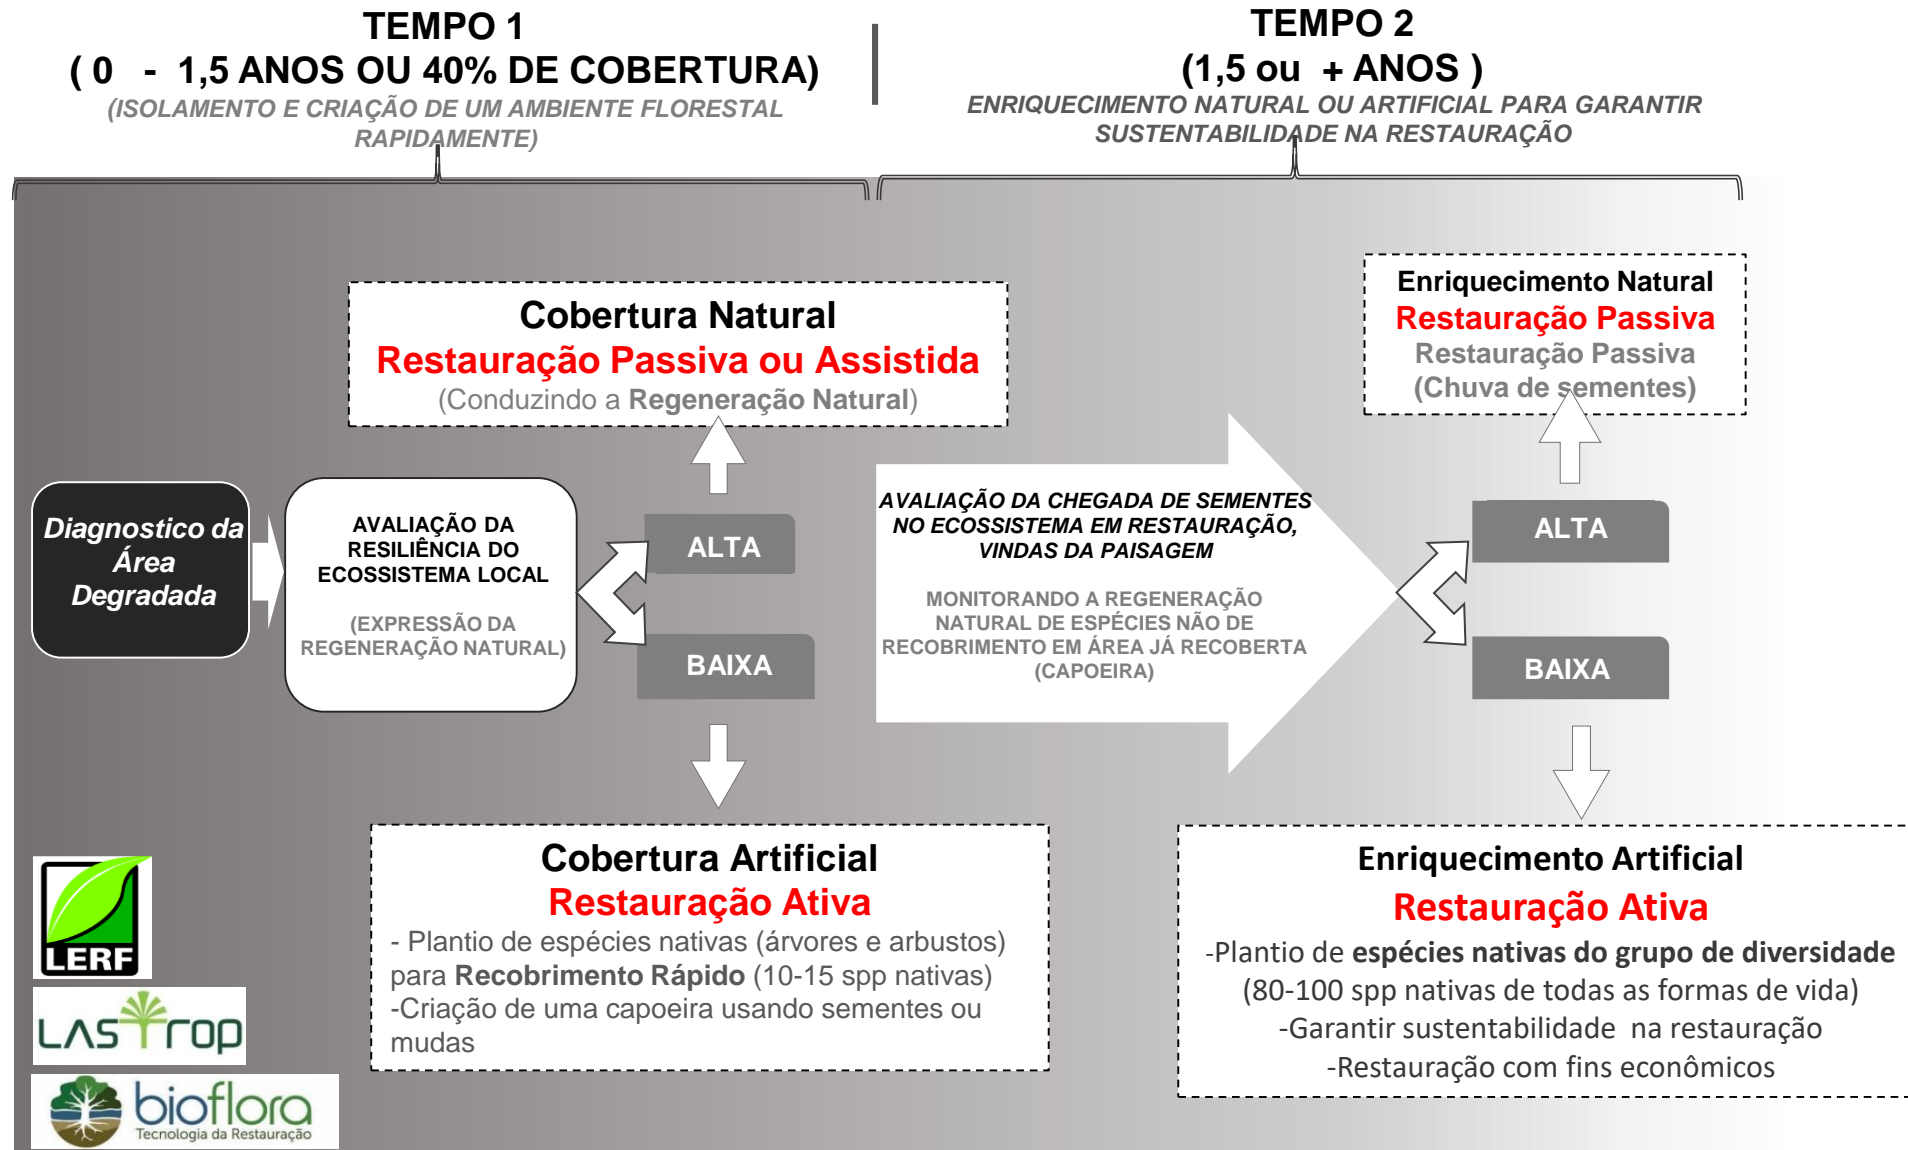 TEMPO 1
( 0 - 1,5 ANOS OU 40% DE COBERTURA)
(ISOLAMENTO E CRIAÇÃO DE UM AMBIENTE FLORESTAL
RAPIDAMENTE)
TEMPO 2
(1,5 ou + ANOS )
ENRIQUECIMENTO NATURAL OU ARTIFICIAL PARA GARANTIR
SUSTENTABILIDADE NA RESTAURAÇÃO
Cobertura Natural
Restauração Passiva ou Assistida
(Conduzindo a Regeneração Natural)
Enriquecimento Natural
Restauração Passiva
Restauração Passiva
(Chuva de sementes)
Diagnostico da
Área
Degradada
AVALIAÇÃO DA
RESILIÊNCIA DO
ECOSSISTEMA LOCAL
(EXPRESSÃO DA
REGENERAÇÃO NATURAL)
ALTA
BAIXA
AVALIAÇÃO DA CHEGADA DE SEMENTES
NO ECOSSISTEMA EM RESTAURAÇÃO,
VINDAS DA PAISAGEM
MONITORANDO A REGENERAÇÃO
NATURAL DE ESPÉCIES NÃO DE
RECOBRIMENTO EM ÁREA JÁ RECOBERTA
(CAPOEIRA)
ALTA
BAIXA
Cobertura Artificial
Restauração Ativa
- Plantio de espécies nativas (árvores e arbustos)
para Recobrimento Rápido (10-15 spp nativas)
-Criação de uma capoeira usando sementes ou
mudas
Enriquecimento Artificial
Restauração Ativa
-Plantio de espécies nativas do grupo de diversidade
(80-100 spp nativas de todas as formas de vida)
-Garantir sustentabilidade na restauração
-Restauração com fins econômicos
LERF
LASTROP
bioflora
Tecnologia da Restauração